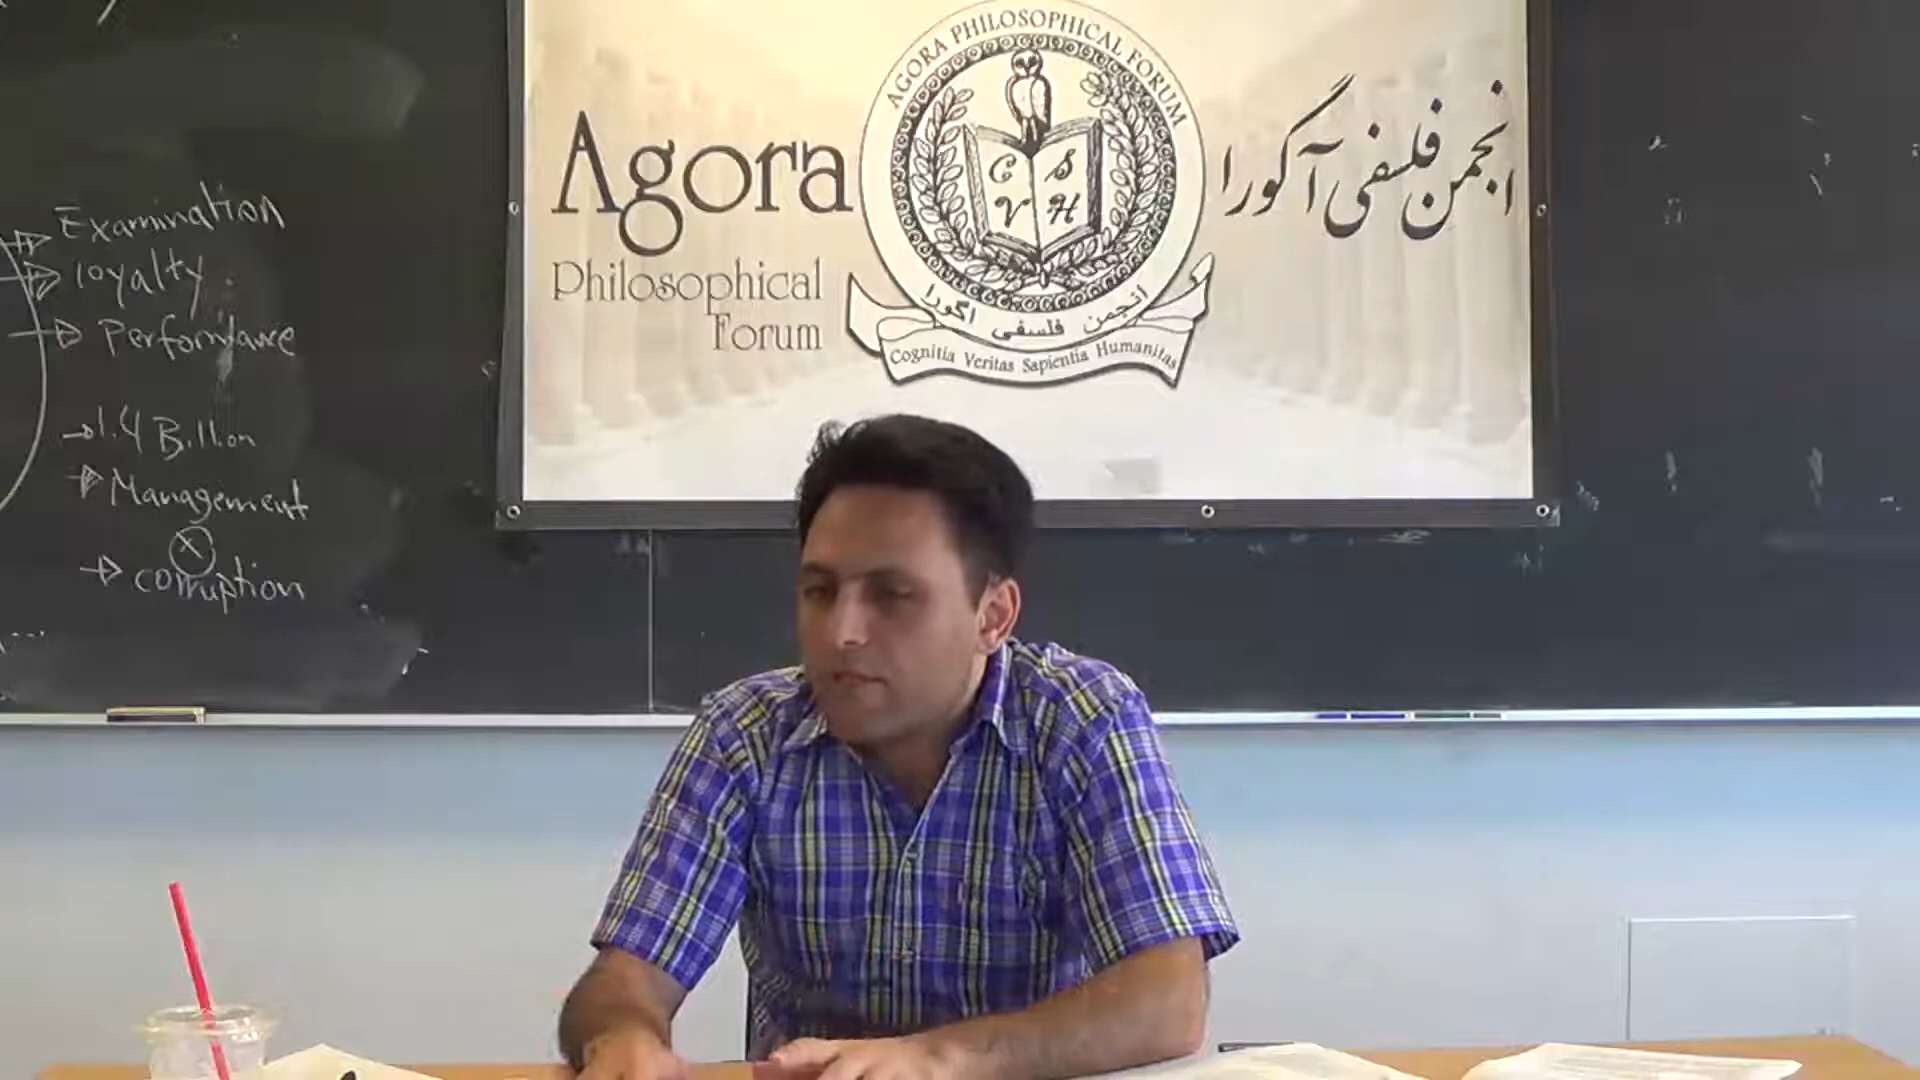 Examination
loyalty
Performance
1.4 Billion
Management
corruption
AGORA PHILOSOPHICAL FORUM
Agora
Philosophical
Forum
C S
V H
انجمن فلسفی آگورا
Cognitia Veritas Sapientia Humanitas
انجمن فلسفی آگورا